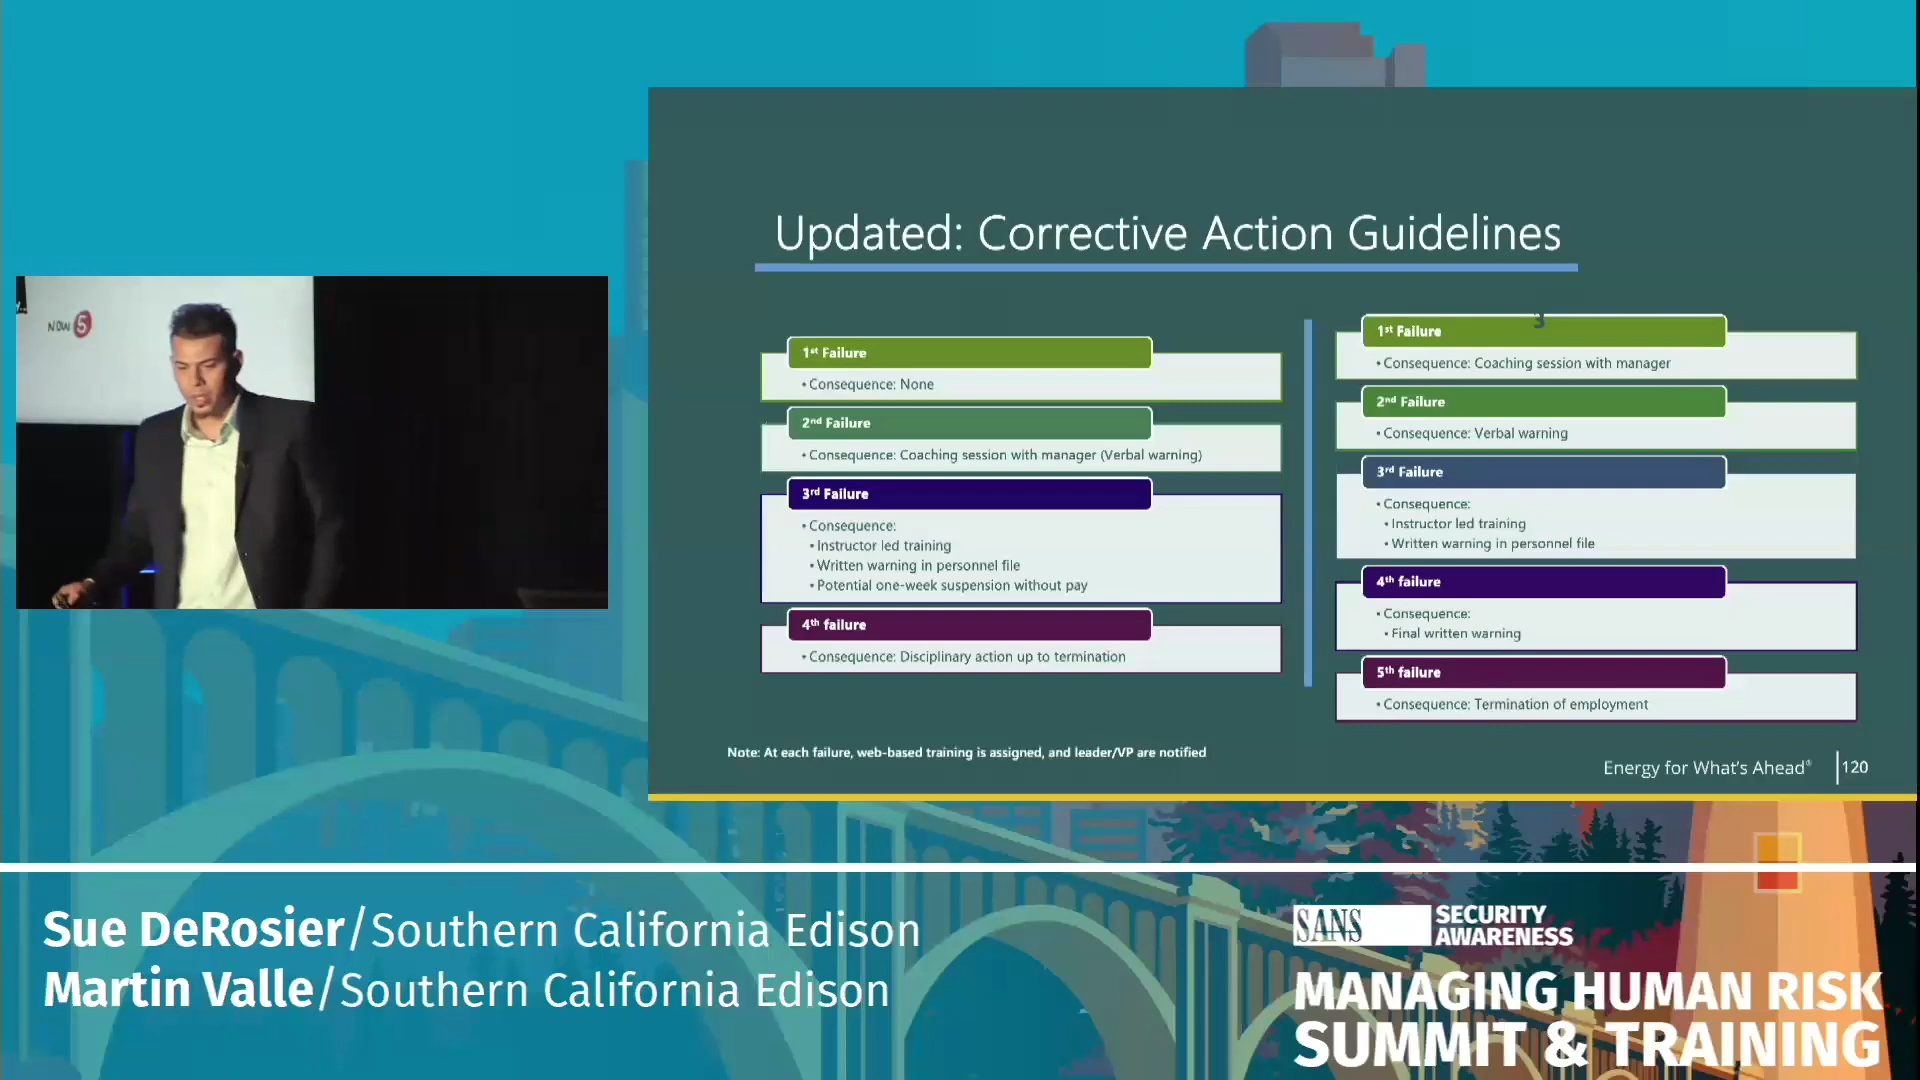 NOW 5
Updated: Corrective Action Guidelines
1st Failure
• Consequence: None
2nd Failure
• Consequence: Coaching session with manager (Verbal warning)
3rd Failure
• Consequence:
• Instructor led training
• Written warning in personnel file
• Potential one-week suspension without pay
4th failure
• Consequence: Disciplinary action up to termination
3
1st Failure
• Consequence: Coaching session with manager
2nd Failure
• Consequence: Verbal warning
3rd Failure
• Consequence:
• Instructor led training
• Written warning in personnel file
4th failure
• Consequence:
• Final written warning
5th failure
• Consequence: Termination of employment
Note: At each failure, web-based training is assigned, and leader/VP are notified
Energy for What's Ahead®
120
Sue DeRosier/Southern California Edison
Martin Valle/Southern California Edison
SANS
SECURITY
AWARENESS
MANAGING HUMAN RISK
SUMMIT & TRAINING